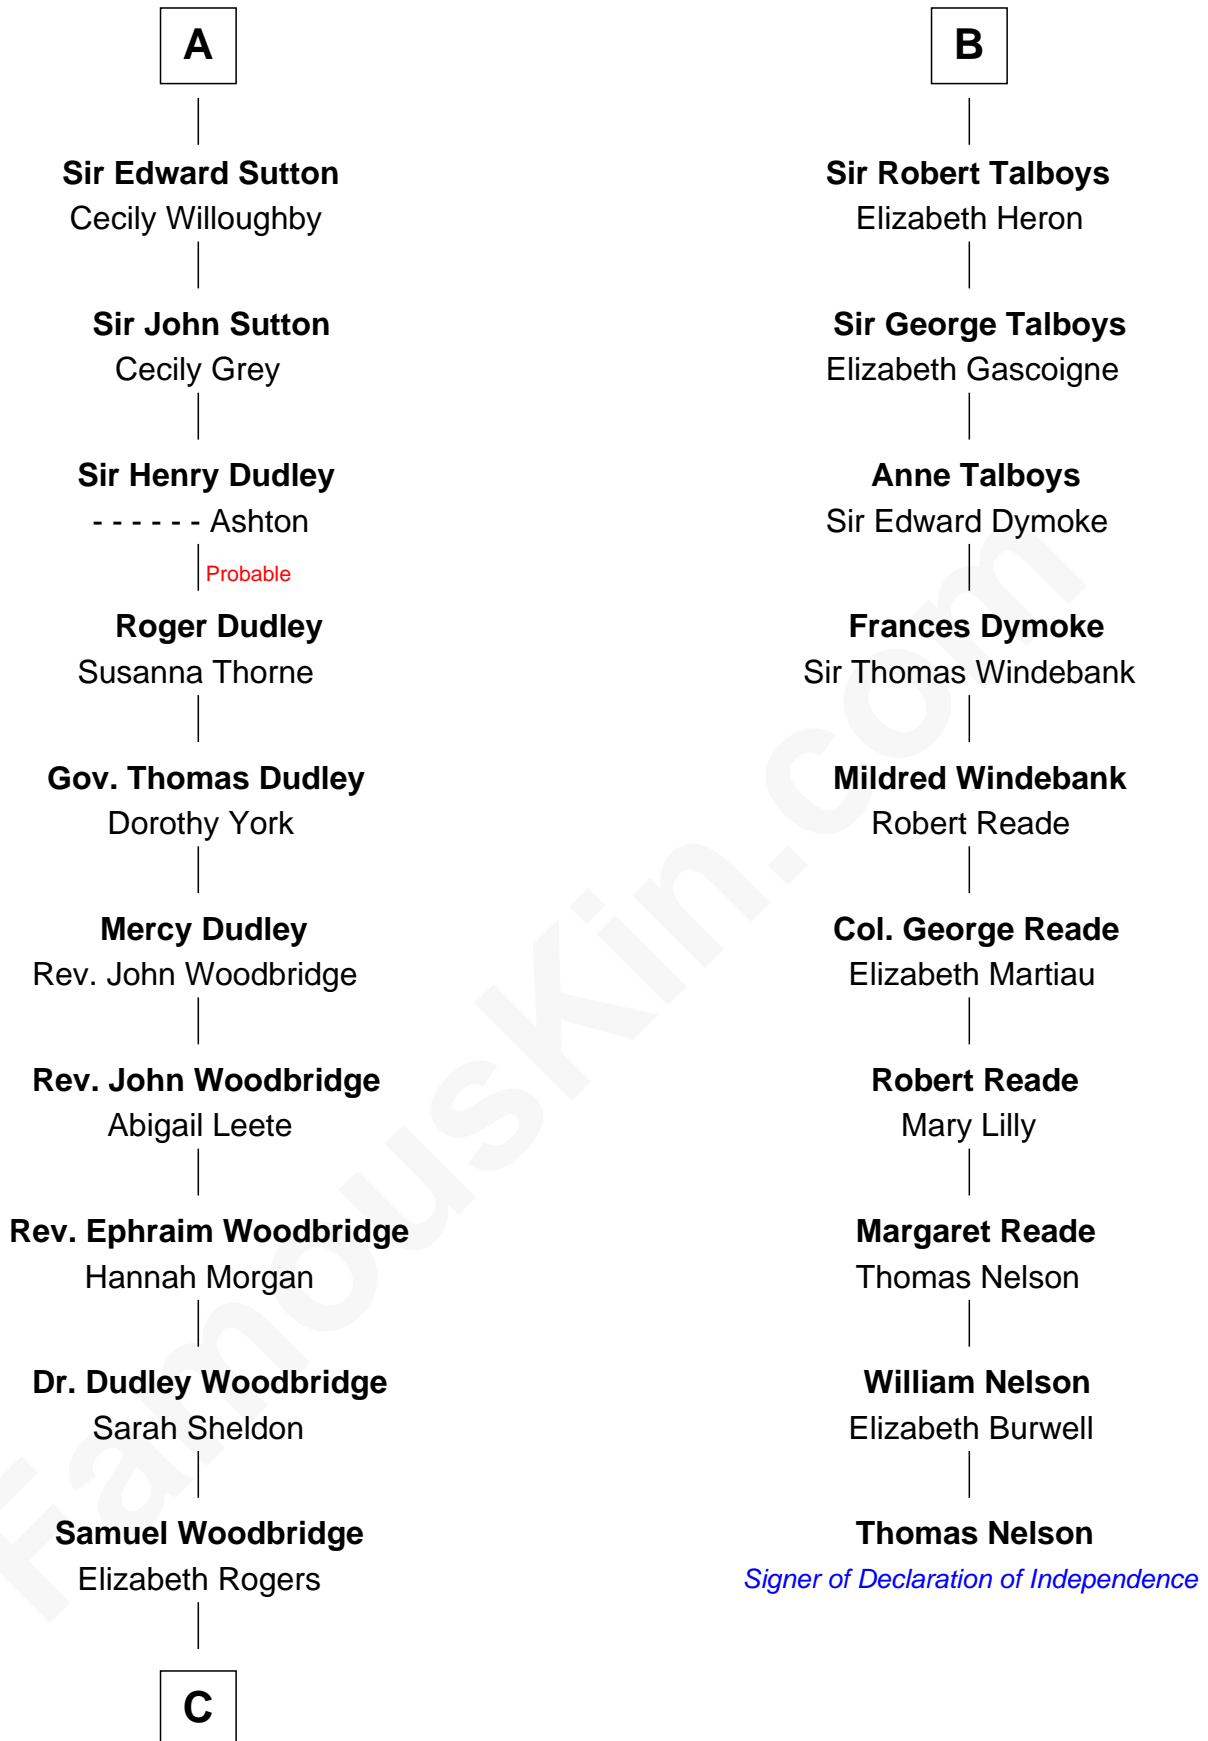 A
Sir Edward Sutton
Cecily Willoughby
Sir John Sutton
Cecily Grey
Sir Henry Dudley
- - - - - - Ashton
Probable
Roger Dudley
Susanna Thorne
Gov. Thomas Dudley
Dorothy York
Mercy Dudley
Rev. John Woodbridge
Rev. John Woodbridge
Abigail Leete
Rev. Ephraim Woodbridge
Hannah Morgan
Dr. Dudley Woodbridge
Sarah Sheldon
Samuel Woodbridge
Elizabeth Rogers
C
B
Sir Robert Talboys
Elizabeth Heron
Sir George Talboys
Elizabeth Gascoigne
Anne Talboys
Sir Edward Dymoke
Frances Dymoke
Sir Thomas Windebank
Mildred Windebank
Robert Reade
Col. George Reade
Elizabeth Martiau
Robert Reade
Mary Lilly
Margaret Reade
Thomas Nelson
William Nelson
Elizabeth Burwell
Thomas Nelson
Signer of Declaration of Independence
FamousKin.com